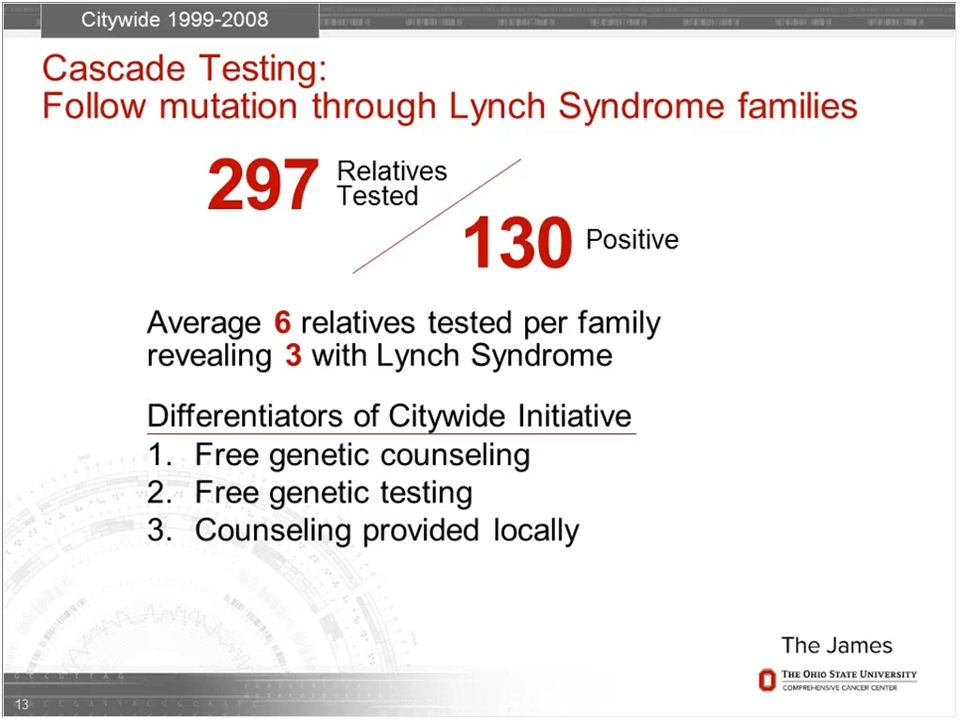 Citywide 1999-2008
Cascade Testing:
Follow mutation through Lynch Syndrome families
297 Relatives
Tested
130 Positive
Average 6 relatives tested per family
revealing 3 with Lynch Syndrome
Differentiators of Citywide Initiative
1. Free genetic counseling
2. Free genetic testing
3. Counseling provided locally
The James
THE OHIO STATE UNIVERSITY
COMPREHENSIVE CANCER CENTER
13